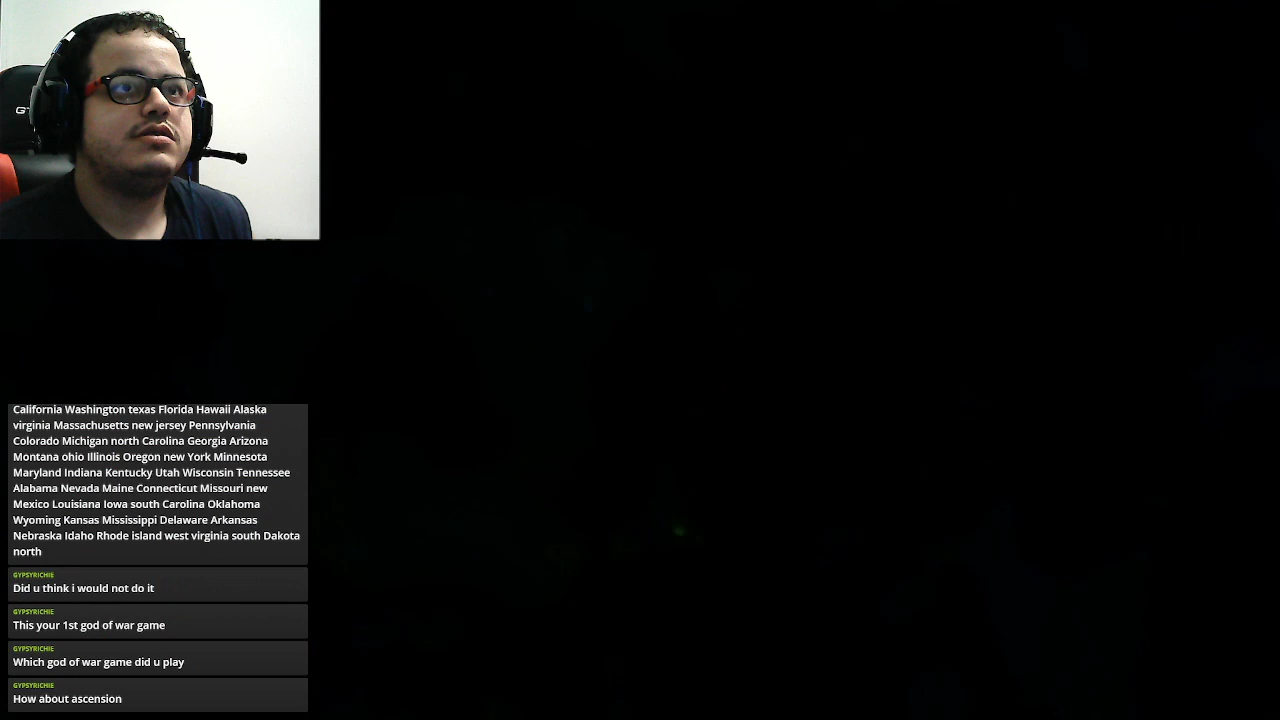 GT
California Washington texas Florida Hawaii Alaska
virginia Massachusetts new jersey Pennsylvania
Colorado Michigan north Carolina Georgia Arizona
Montana ohio Illinois Oregon new York Minnesota
Maryland Indiana Kentucky Utah Wisconsin Tennessee
Alabama Nevada Maine Connecticut Missouri new
Mexico Louisiana Iowa south Carolina Oklahoma
Wyoming Kansas Mississippi Delaware Arkansas
Nebraska Idaho Rhode island west virginia south Dakota
north
GYPSYRICHIE
Did u think i would not do it
GYPSYRICHIE
This your 1st god of war game
GYPSYRICHIE
Which god of war game did u play
GYPSYRICHIE
How about ascension